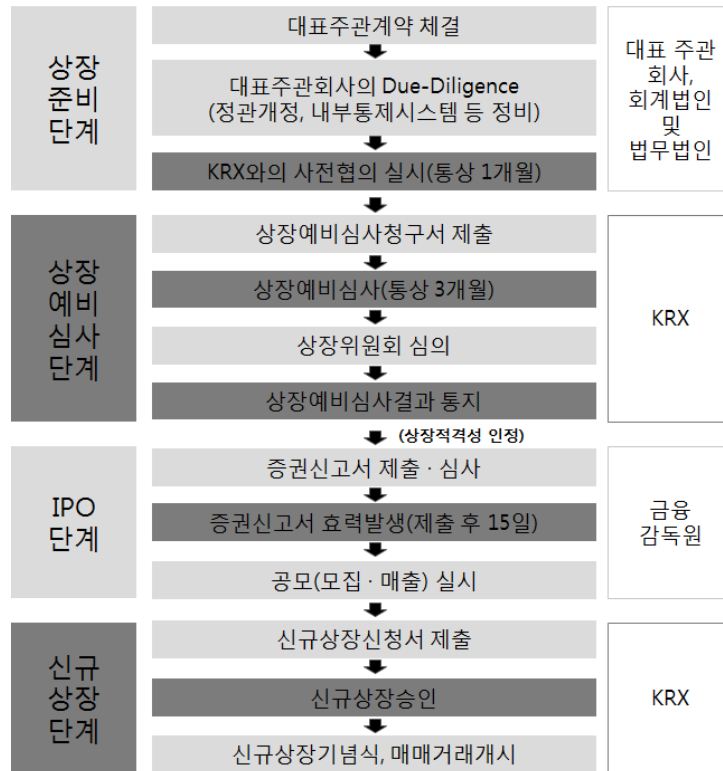 상장
준비
단계
대표주관계약 체결
대표주관회사의 Due-Diligence
(정관개정, 내부통제시스템 등 정비)
KRX와의 사전협의 실시(통상 1개월)
대표 주관
회사,
회계법인
및
법무법인
상장
예비
심사
단계
상장예비심사청구서 제출
상장예비심사(통상 3개월)
상장위원회 심의
상장예비심사결과 통지
KRX
(상장적격성 인정)
IPO
단계
증권신고서 제출 · 심사
증권신고서 효력발생(제출 후 15일)
공모(모집 · 매출) 실시
금융
감독원
신규
상장
단계
신규상장신청서 제출
신규상장승인
신규상장기념식, 매매거래개시
KRX